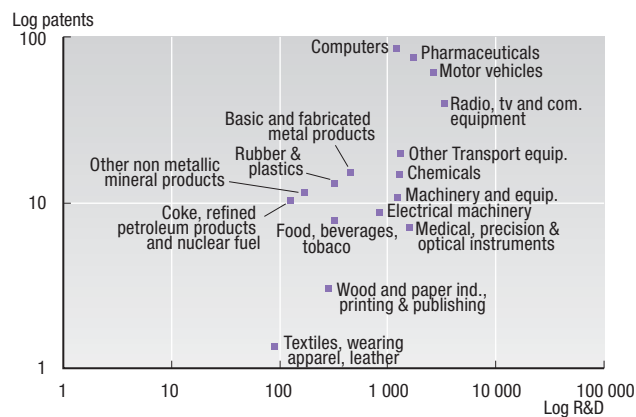 Log patents
100
Computers
Pharmaceuticals
Motor vehicles
Radio, tv and com.
equipment
Basic and fabricated
metal products
Rubber &
plastics
Other Transport equip.
Other non metallic
mineral products
Chemicals
Machinery and equip.
10
Coke, refined
petroleum products
and nuclear fuel
Electrical machinery
Food, beverages,
tobacco
Medical, precision &
optical instruments
Wood and paper ind.,
printing & publishing
Textiles, wearing
apparel, leather
1
1 10 100 1 000 10 000 100 000
Log R&D